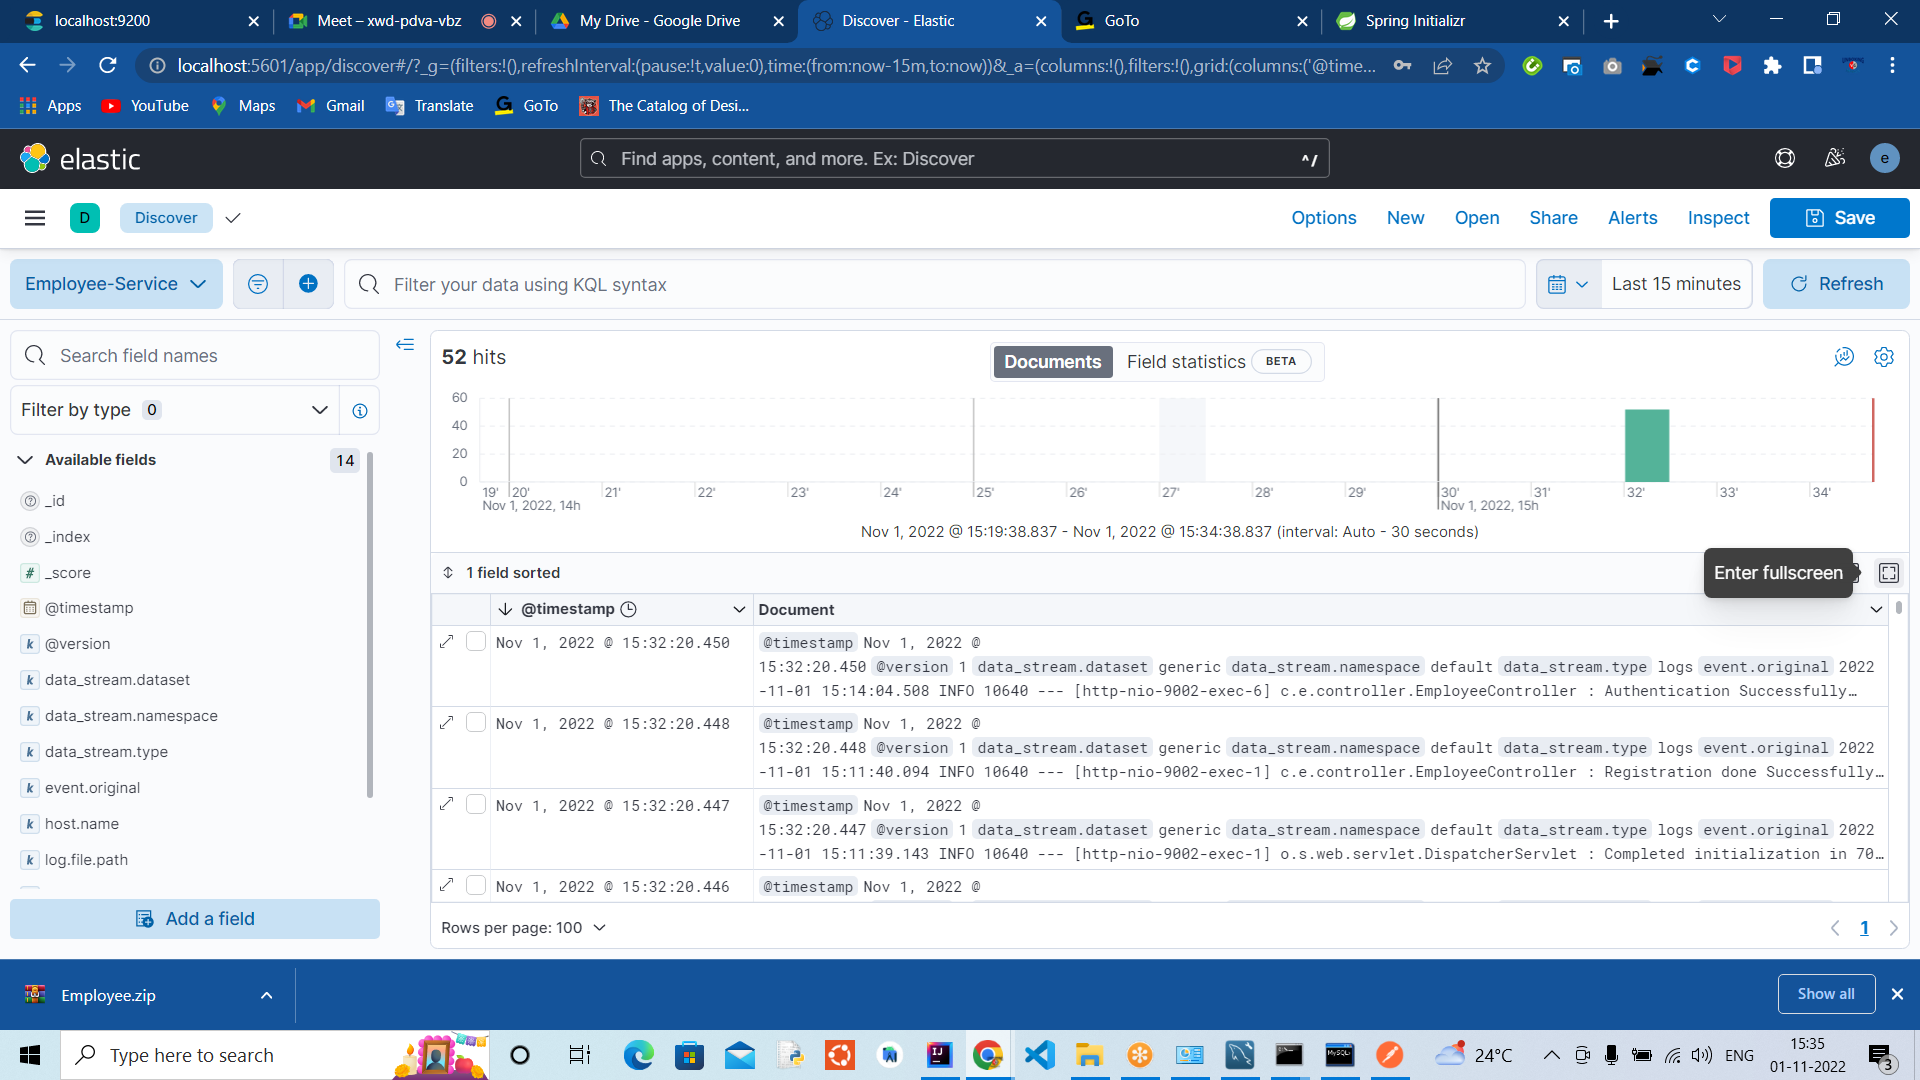 localhost:9200
Meet – xwd-pdva-vbz
My Drive - Google Drive
Discover - Elastic
GoTo
Spring Initializr
localhost:5601/app/discover#/?_g=(filters:!(),refreshInterval:(pause:!t,value:0),time:(from:now-15m,to:now))&_a=(columns:!(),filters:!(),grid:(columns:('@time...
Apps
YouTube
Maps
Gmail
Translate
GoTo
The Catalog of Desi...
elastic
Find apps, content, and more. Ex: Discover
^/
e
D
Discover
Options
New
Open
Share
Alerts
Inspect
Save
Employee-Service
Filter your data using KQL syntax
Last 15 minutes
Refresh
Search field names
Filter by type 0
Available fields
14
_id
_index
# _score
@timestamp
k @version
k data_stream.dataset
k data_stream.namespace
k data_stream.type
k event.original
k host.name
k log.file.path
Add a field
52 hits
Documents
Field statistics BETA
60
40
20
0
19' 20' 21' 22' 23' 24' 25' 26' 27' 28' 29' 30' 31' 32' 33' 34'
Nov 1, 2022, 14h
Nov 1, 2022, 15h
Nov 1, 2022 @ 15:19:38.837 - Nov 1, 2022 @ 15:34:38.837 (interval: Auto - 30 seconds)
1 field sorted
Enter fullscreen
@timestamp
Document
Nov 1, 2022 @ 15:32:20.450
@timestamp Nov 1, 2022 @
15:32:20.450 @version 1 data_stream.dataset generic data_stream.namespace default data_stream.type logs event.original 2022
-11-01 15:14:04.508 INFO 10640 --- [http-nio-9002-exec-6] c.e.controller.EmployeeController : Authentication Successfully…
Nov 1, 2022 @ 15:32:20.448
@timestamp Nov 1, 2022 @
15:32:20.448 @version 1 data_stream.dataset generic data_stream.namespace default data_stream.type logs event.original 2022
-11-01 15:11:40.094 INFO 10640 --- [http-nio-9002-exec-1] c.e.controller.EmployeeController : Registration done Successfully…
Nov 1, 2022 @ 15:32:20.447
@timestamp Nov 1, 2022 @
15:32:20.447 @version 1 data_stream.dataset generic data_stream.namespace default data_stream.type logs event.original 2022
-11-01 15:11:39.143 INFO 10640 --- [http-nio-9002-exec-1] o.s.web.servlet.DispatcherServlet : Completed initialization in 70…
Nov 1, 2022 @ 15:32:20.446
@timestamp Nov 1, 2022 @
Rows per page: 100
1
Employee.zip
Show all
Type here to search
24°C
ENG
15:35
01-11-2022
3